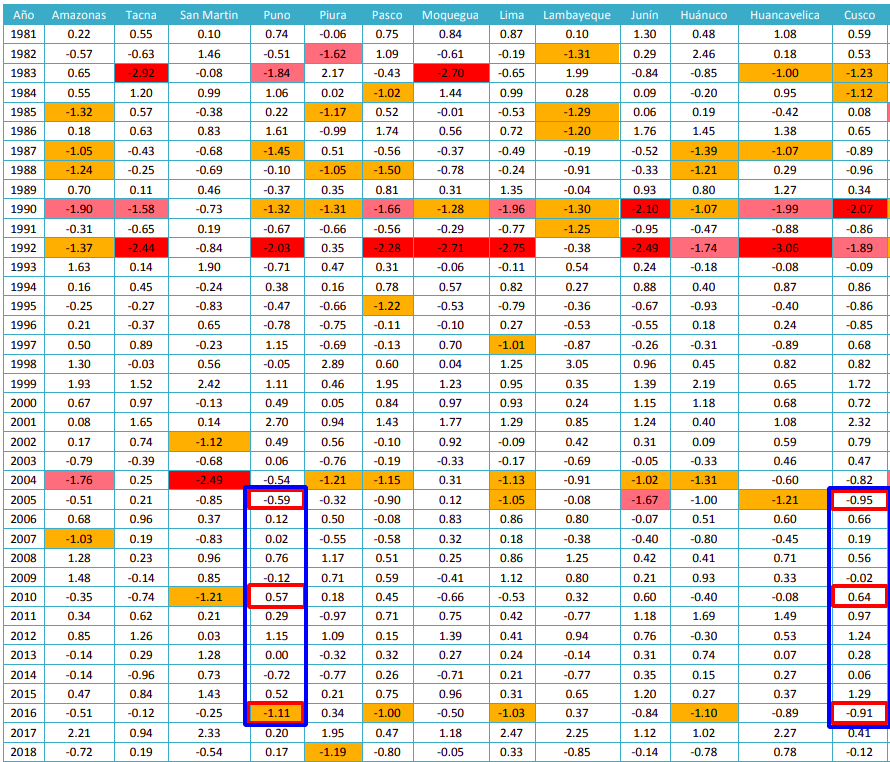 Año Amazonas Tacna San Martin Puno Piura Pasco Moquegua Lima Lambayeque Junín Huánuco Huancavelica Cusco
1981 0.22 0.55 0.10 0.74 -0.06 0.75 0.84 0.87 0.10 1.30 0.48 1.08 0.59
1982 -0.57 -0.63 1.46 -0.51 -1.62 1.09 -0.61 -0.19 -1.31 0.29 2.46 0.18 0.53
1983 0.65 -2.92 -0.08 -1.84 2.17 -0.43 -2.70 -0.65 1.99 -0.84 -0.85 -1.00 -1.23
1984 0.55 1.20 0.99 1.06 0.02 -1.02 1.44 0.99 0.28 0.09 -0.20 0.95 -1.12
1985 -1.32 0.57 -0.38 0.22 -1.17 0.52 -0.01 -0.53 -1.29 0.06 0.19 -0.42 0.08
1986 0.18 0.63 0.83 1.61 -0.99 1.74 0.56 0.72 -1.20 1.76 1.45 1.38 0.65
1987 -1.05 -0.43 -0.68 -1.45 0.51 -0.56 -0.37 -0.49 -0.19 -0.52 -1.39 -1.07 -0.89
1988 -1.24 -0.25 -0.69 -0.10 -1.05 -1.50 -0.78 -0.24 -0.91 -0.33 -1.21 0.29 -0.96
1989 0.70 0.11 0.46 -0.37 0.35 0.81 0.31 1.35 -0.04 0.93 0.80 1.27 0.34
1990 -1.90 -1.58 -0.73 -1.32 -1.31 -1.66 -1.28 -1.96 -1.30 -2.10 -1.07 -1.99 -2.07
1991 -0.31 -0.65 0.19 -0.67 -0.66 -0.56 -0.29 -0.77 -1.25 -0.95 -0.47 -0.88 -0.86
1992 -1.37 -2.44 -0.84 -2.03 0.35 -2.28 -2.71 -2.75 -0.38 -2.49 -1.74 -3.06 -1.89
1993 1.63 0.14 1.90 -0.71 0.47 0.31 -0.06 -0.11 0.54 0.24 -0.18 -0.08 -0.09
1994 0.16 0.45 -0.24 0.38 0.16 0.78 0.57 0.82 0.27 0.88 0.40 0.87 0.86
1995 -0.25 -0.27 -0.83 -0.47 -0.66 -1.22 -0.53 -0.79 -0.36 -0.67 -0.93 -0.40 -0.86
1996 0.21 -0.37 0.65 -0.78 -0.75 -0.11 -0.10 0.27 -0.53 -0.55 0.18 0.24 -0.85
1997 0.50 0.89 -0.23 1.15 -0.69 -0.13 0.70 -1.01 -0.87 -0.26 -0.31 -0.89 0.68
1998 1.30 -0.03 0.56 -0.05 2.89 0.60 0.04 1.25 3.05 0.96 0.45 0.82 0.82
1999 1.93 1.52 2.42 1.11 0.46 1.95 1.23 0.95 0.35 1.39 2.19 0.65 1.72
2000 0.67 0.97 -0.13 0.49 0.05 0.84 0.97 0.93 0.24 1.15 1.18 0.68 0.72
2001 0.08 1.65 0.14 2.70 0.94 1.43 1.77 1.29 0.85 1.24 0.40 1.08 2.32
2002 0.17 0.74 -1.12 0.49 0.56 -0.10 0.92 -0.09 0.42 0.31 0.09 0.59 0.79
2003 -0.79 -0.39 -0.68 0.06 -0.76 -0.19 -0.33 -0.17 -0.69 -0.05 -0.33 0.46 0.47
2004 -1.76 0.25 -2.49 -0.54 -1.21 -1.15 0.31 -1.13 -0.91 -1.02 -1.31 -0.60 -0.82
2005 -0.51 0.21 -0.85 -0.59 -0.32 -0.90 0.12 -1.05 -0.08 -1.67 -1.00 -1.21 -0.95
2006 0.68 0.96 0.37 0.12 0.50 -0.08 0.83 0.86 0.80 -0.07 0.51 0.60 0.66
2007 -1.03 0.19 -0.83 0.02 -0.55 -0.58 0.32 0.18 -0.38 -0.40 -0.80 -0.45 0.19
2008 1.28 0.23 0.96 0.76 1.17 0.51 0.25 0.86 1.25 0.42 0.41 0.71 0.56
2009 1.48 -0.14 0.85 -0.12 0.71 0.59 -0.41 1.12 0.80 0.21 0.93 0.33 -0.02
2010 -0.35 -0.74 -1.21 0.57 0.18 0.45 -0.66 -0.53 0.32 0.60 -0.40 -0.08 0.64
2011 0.34 0.62 0.21 0.29 -0.97 0.71 0.75 0.42 -0.77 1.18 1.69 1.49 0.97
2012 0.85 1.26 0.03 1.15 1.09 0.15 1.39 0.41 0.94 0.76 -0.30 0.53 1.24
2013 -0.14 0.29 1.28 0.00 -0.32 0.32 0.27 0.24 -0.14 0.31 0.74 0.07 0.28
2014 -0.14 -0.96 0.73 -0.72 -0.77 0.26 -0.71 0.21 -0.77 0.35 0.15 0.27 0.06
2015 0.47 0.84 1.43 0.52 0.21 0.75 0.96 0.31 0.65 1.20 0.27 0.37 1.29
2016 -0.51 -0.12 -0.25 -1.11 0.34 -1.00 -0.50 -1.03 0.37 -0.84 -1.10 -0.89 -0.91
2017 2.21 0.94 2.33 0.20 1.95 0.47 1.18 2.47 2.25 1.12 1.02 2.27 0.41
2018 -0.72 0.19 -0.54 0.17 -1.19 -0.80 -0.05 0.33 -0.85 -0.14 -0.78 0.78 -0.12